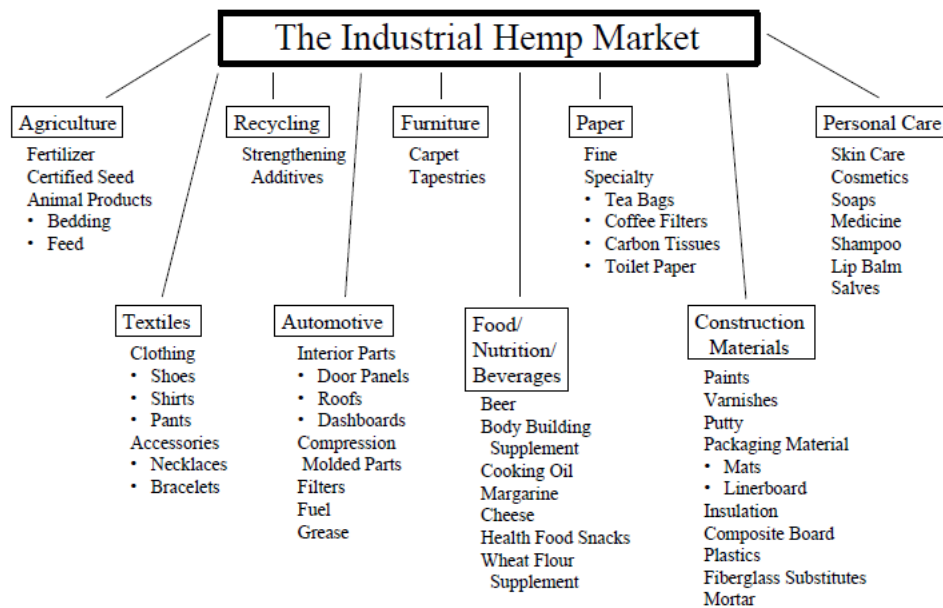 The Industrial Hemp Market
Agriculture
Fertilizer
Certified Seed
Animal Products
• Bedding
• Feed
Recycling
Strengthening
Additives
Furniture
Carpet
Tapestries
Paper
Fine
Specialty
• Tea Bags
• Coffee Filters
• Carbon Tissues
• Toilet Paper
Personal Care
Skin Care
Cosmetics
Soaps
Medicine
Shampoo
Lip Balm
Salves
Textiles
Clothing
• Shoes
• Shirts
• Pants
Accessories
• Necklaces
• Bracelets
Automotive
Interior Parts
• Door Panels
• Roofs
• Dashboards
Compression
Molded Parts
Filters
Fuel
Grease
Food/
Nutrition/
Beverages
Beer
Body Building
Supplement
Cooking Oil
Margarine
Cheese
Health Food Snacks
Wheat Flour
Supplement
Construction
Materials
Paints
Varnishes
Putty
Packaging Material
• Mats
• Linerboard
Insulation
Composite Board
Plastics
Fiberglass Substitutes
Mortar